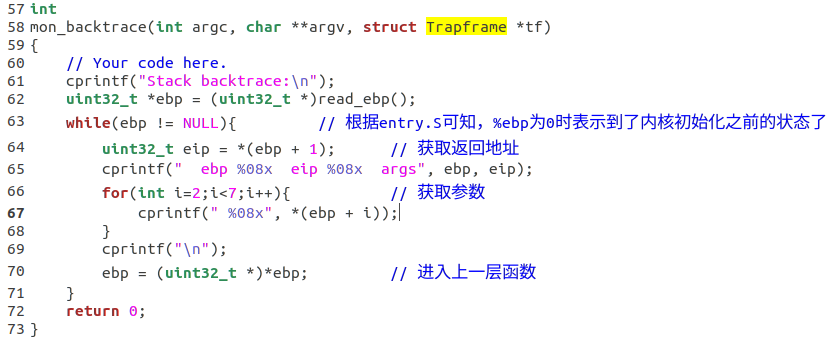 57 int
58 mon_backtrace(int argc, char **argv, struct Trapframe *tf)
59 {
60     // Your code here.
61     cprintf("Stack backtrace:\n");
62     uint32_t *ebp = (uint32_t *)read_ebp();
63     while(ebp != NULL){         // 根据entry.S可知，%ebp为0时表示到了内核初始化之前的状态了
64         uint32_t eip = *(ebp + 1);      // 获取返回地址
65         cprintf("  ebp %08x  eip %08x  args", ebp, eip);
66         for(int i=2;i<7;i++){           // 获取参数
67             cprintf(" %08x", *(ebp + i));
68         }
69         cprintf("\n");
70         ebp = (uint32_t *)*ebp;         // 进入上一层函数
71     }
72     return 0;
73 }